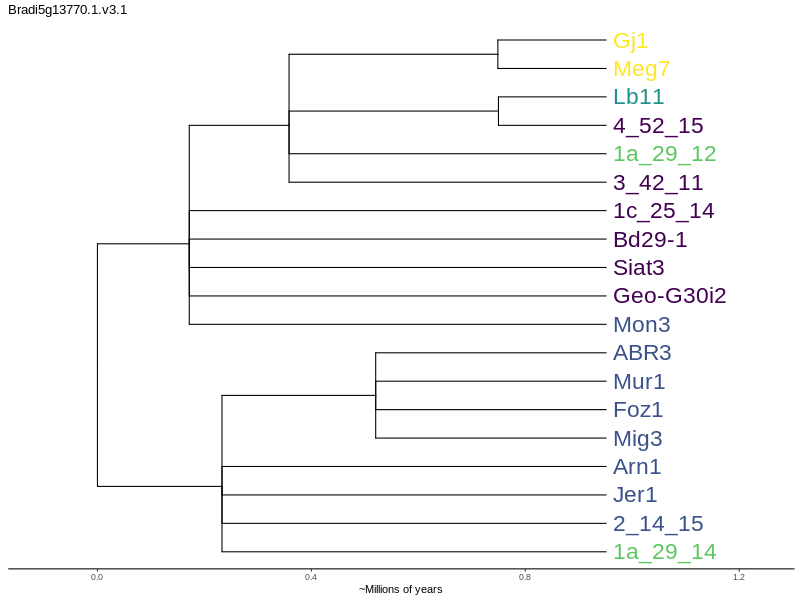 Bradi5g13770.1.v3.1
Gj1
Meg7
Lb11
4_52_15
1a_29_12
3_42_11
1c_25_14
Bd29-1
Siat3
Geo-G30i2
Mon3
ABR3
Mur1
Foz1
Mig3
Arn1
Jer1
2_14_15
1a_29_14
0.0 0.4 0.8 1.2
~Millions of years